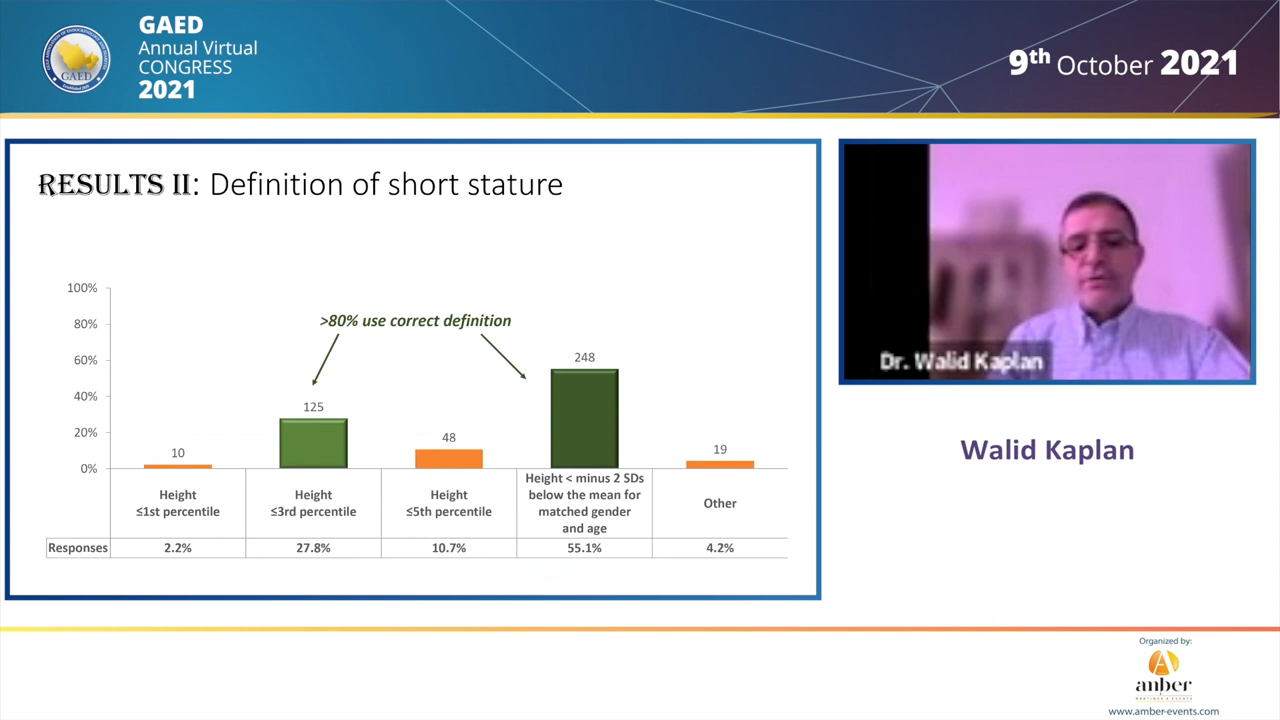 GAED
Annual Virtual
CONGRESS
2021
GAED
9th October 2021
RESULTS II: Definition of short stature
100%
80%
60%
40%
20%
0%
>80% use correct definition
10
125
48
248
19
Height
≤1st percentile
Height
≤3rd percentile
Height
≤5th percentile
Height < minus 2 SDs
below the mean for
matched gender
and age
Other
Responses 2.2% 27.8% 10.7% 55.1% 4.2%
Dr. Walid Kaplan
Walid Kaplan
Organized by:
amber
www.amber-events.com